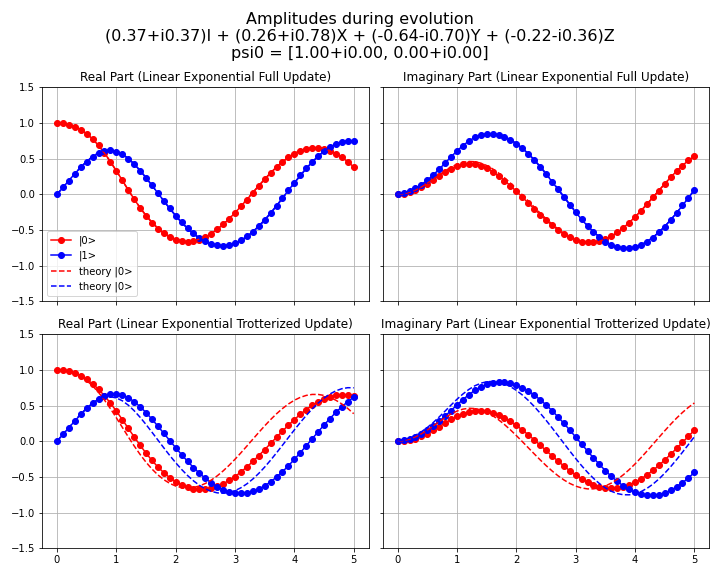 Amplitudes during evolution
(0.37+i0.37)I + (0.26+i0.78)X + (-0.64-i0.70)Y + (-0.22-i0.36)Z
psi0 = [1.00+i0.00, 0.00+i0.00]
Real Part (Linear Exponential Full Update)
Imaginary Part (Linear Exponential Full Update)
1.5
1.0
0.5
0.0
−0.5
−1.0
−1.5
|0>
|1>
theory |0>
theory |0>
Real Part (Linear Exponential Trotterized Update)
Imaginary Part (Linear Exponential Trotterized Update)
1.5
1.0
0.5
0.0
−0.5
−1.0
−1.5
0 1 2 3 4 5
0 1 2 3 4 5